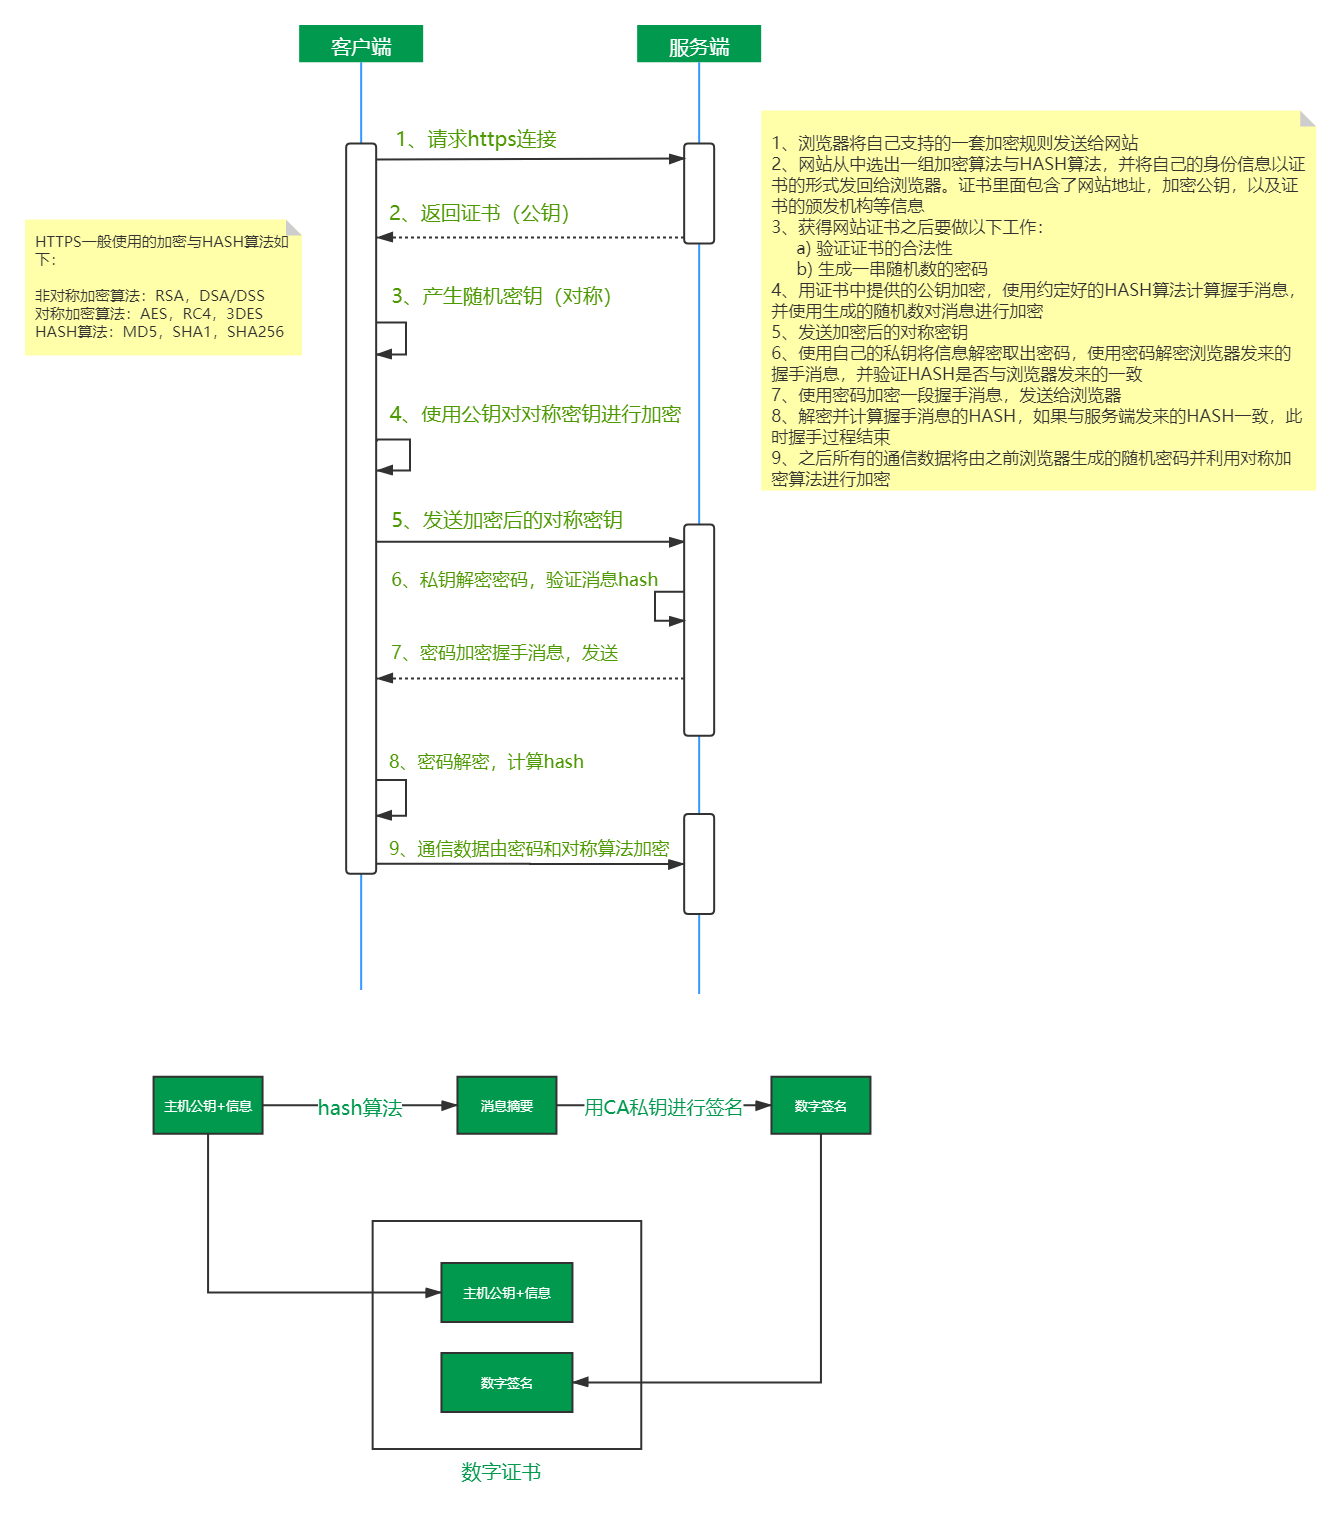 客户端
服务端
1、请求https连接
2、返回证书（公钥）
3、产生随机密钥（对称）
4、使用公钥对对称密钥进行加密
5、发送加密后的对称密钥
6、私钥解密密码，验证消息hash
7、密码加密握手消息，发送
8、密码解密，计算hash
9、通信数据由密码和对称算法加密
HTTPS一般使用的加密与HASH算法如
下：
非对称加密算法：RSA，DSA/DSS
对称加密算法：AES，RC4，3DES
HASH算法：MD5，SHA1，SHA256
1、浏览器将自己支持的一套加密规则发送给网站
2、网站从中选出一组加密算法与HASH算法，并将自己的身份信息以证
书的形式发回给浏览器。证书里面包含了网站地址，加密公钥，以及证
书的颁发机构等信息
3、获得网站证书之后要做以下工作：
a) 验证证书的合法性
b) 生成一串随机数的密码
4、用证书中提供的公钥加密，使用约定好的HASH算法计算握手消息，
并使用生成的随机数对消息进行加密
5、发送加密后的对称密钥
6、使用自己的私钥将信息解密取出密码，使用密码解密浏览器发来的
握手消息，并验证HASH是否与浏览器发来的一致
7、使用密码加密一段握手消息，发送给浏览器
8、解密并计算握手消息的HASH，如果与服务端发来的HASH一致，此
时握手过程结束
9、之后所有的通信数据将由之前浏览器生成的随机密码并利用对称加
密算法进行加密
主机公钥+信息
hash算法
消息摘要
用CA私钥进行签名
数字签名
主机公钥+信息
数字签名
数字证书